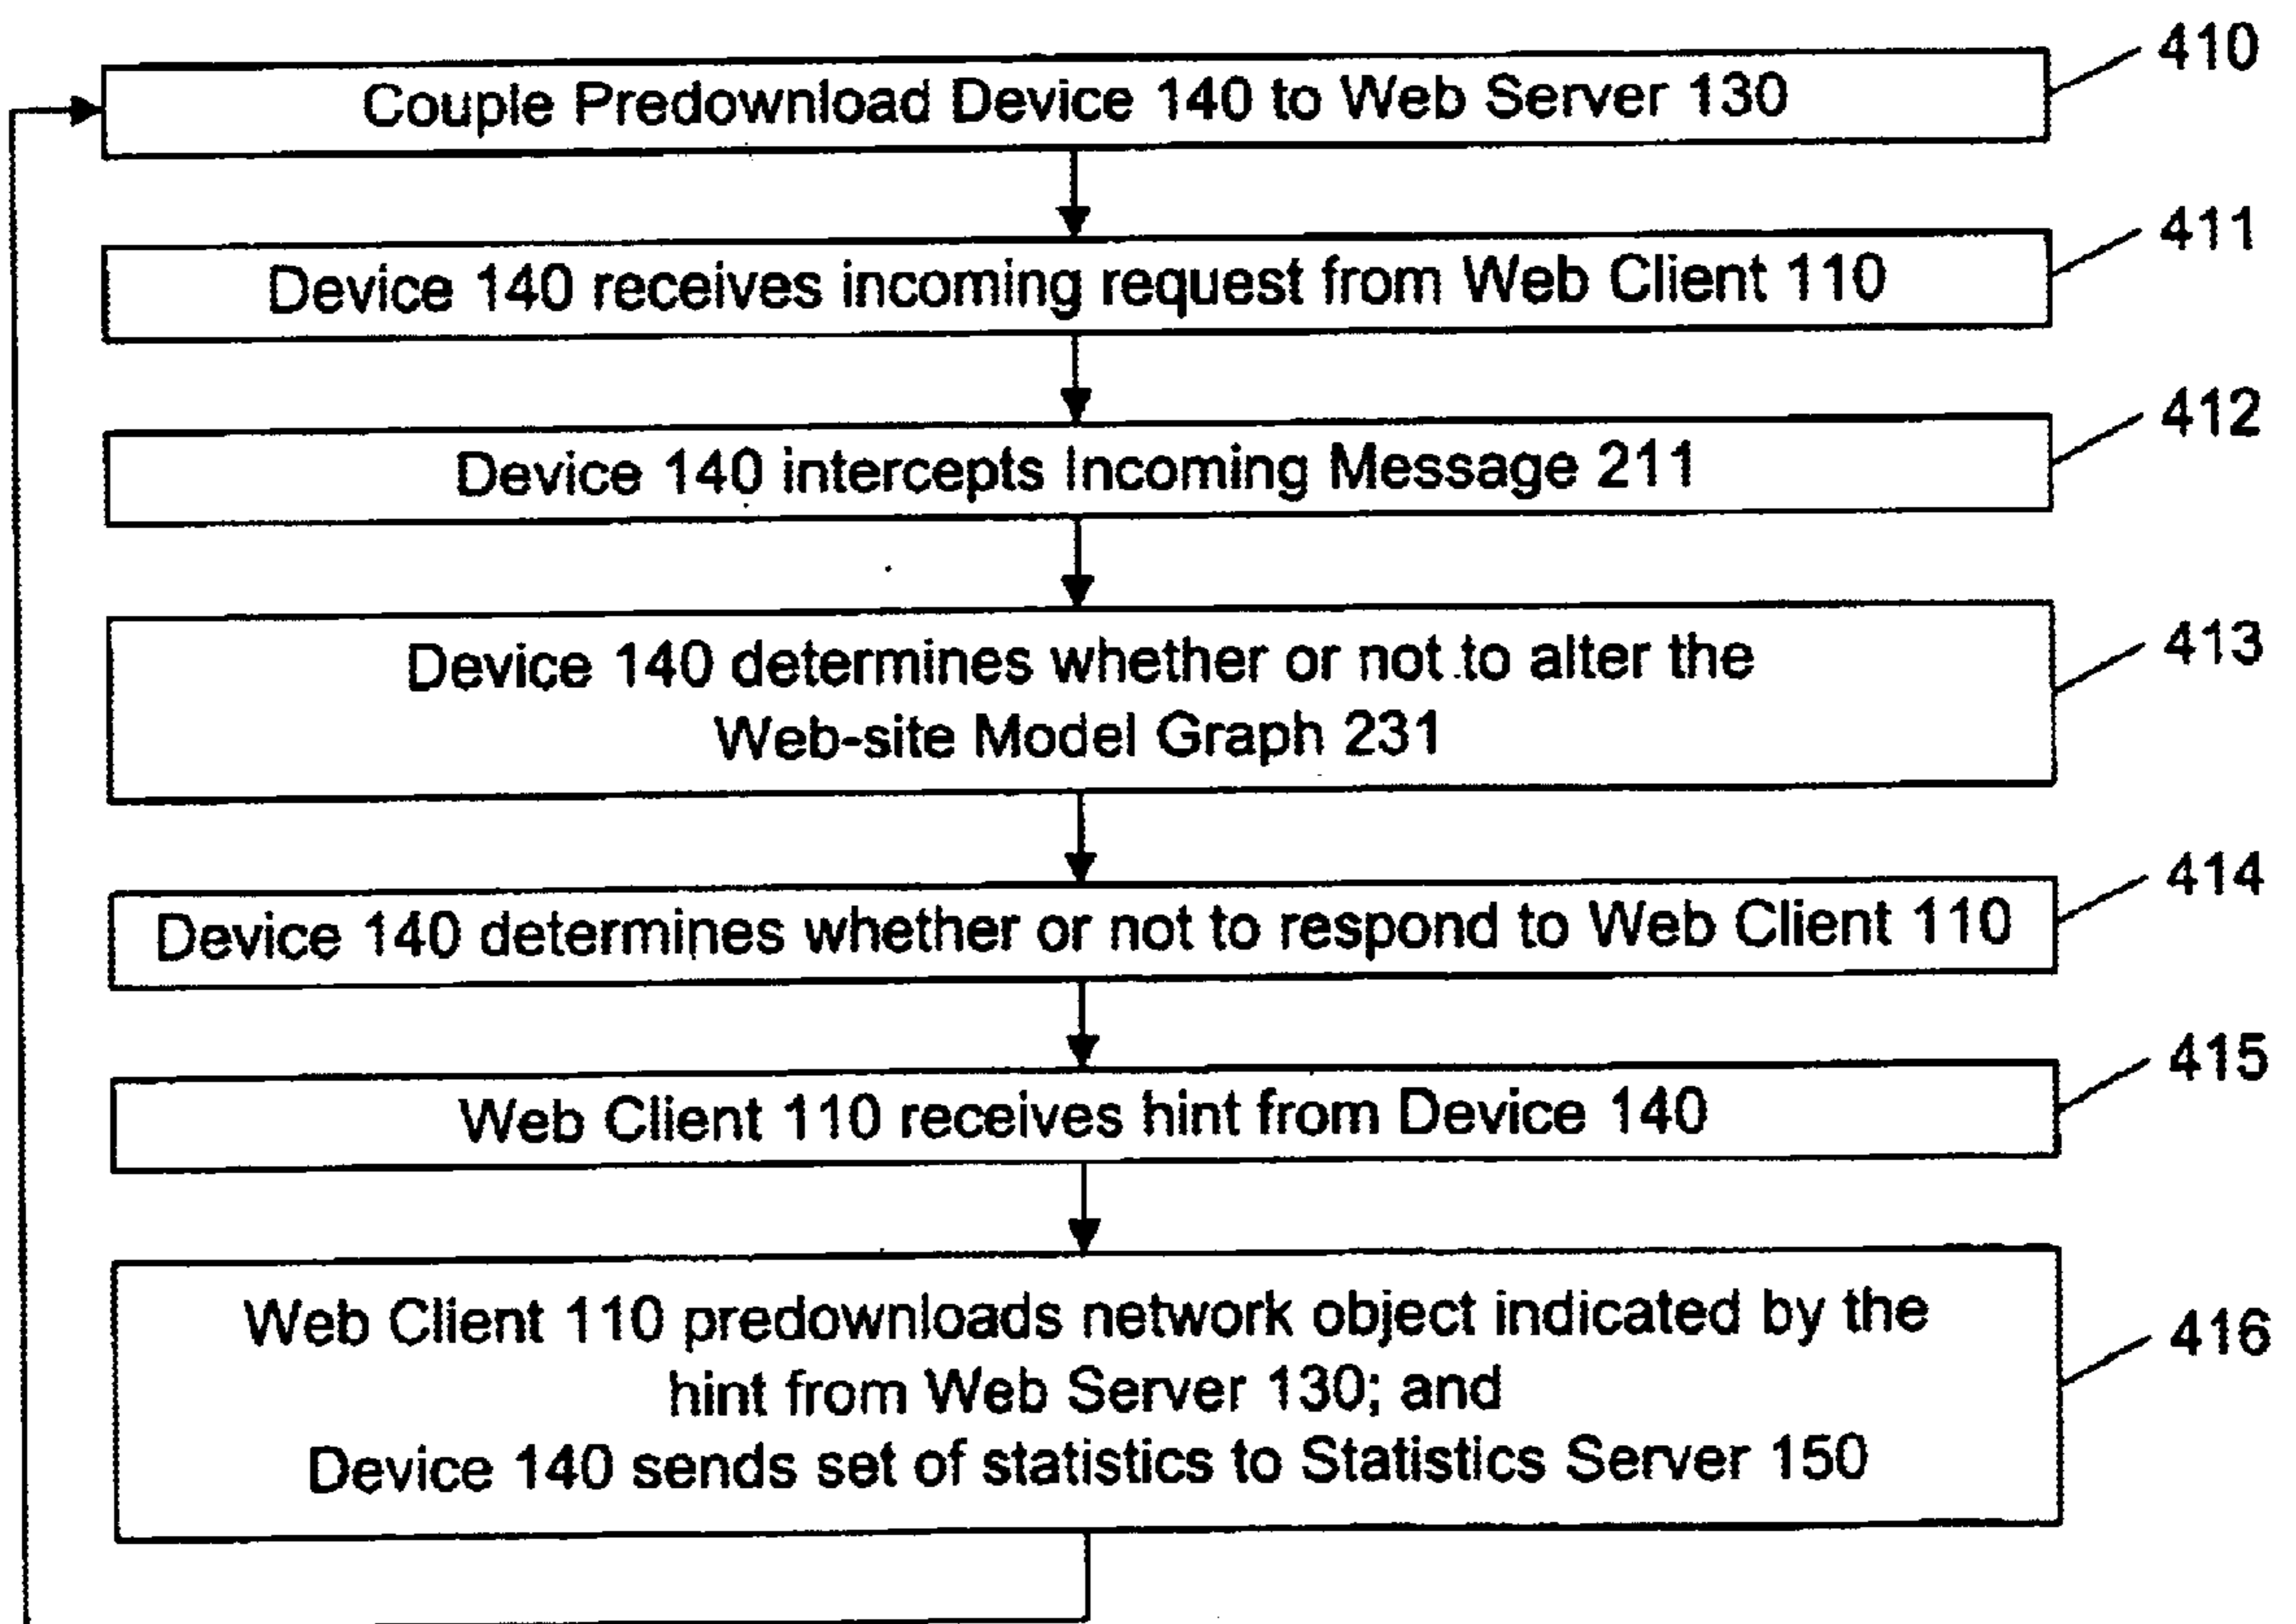 410
Couple Predownload Device 140 to Web Server 130
411
Device 140 receives incoming request from Web Client 110
412
Device 140 intercepts Incoming Message 211
413
Device 140 determines whether or not to alter the
Web-site Model Graph 231
414
Device 140 determines whether or not to respond to Web Client 110
415
Web Client 110 receives hint from Device 140
416
Web Client 110 predownloads network object indicated by the
hint from Web Server 130; and
Device 140 sends set of statistics to Statistics Server 150